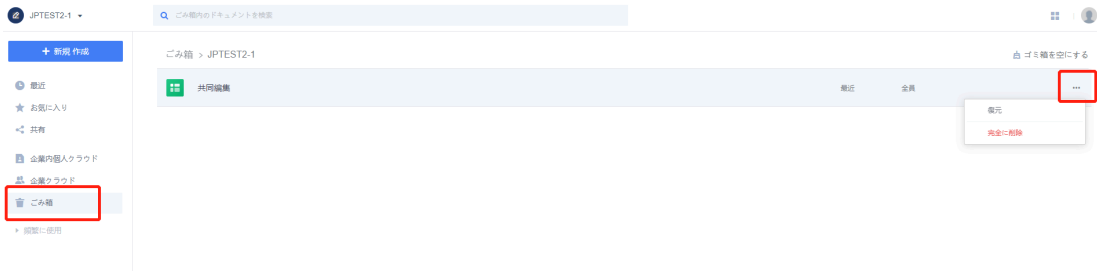 JPTEST2-1
ごみ箱内のドキュメントを検索
+ 新規 作成
ごみ箱 > JPTEST2-1
ゴミ箱を空にする
最近
共同编集
最近
全員
お気に入り
復元
共有
完全に削除
企業内個人クラウド
企業クラウド
ごみ箱
頻繁に使用